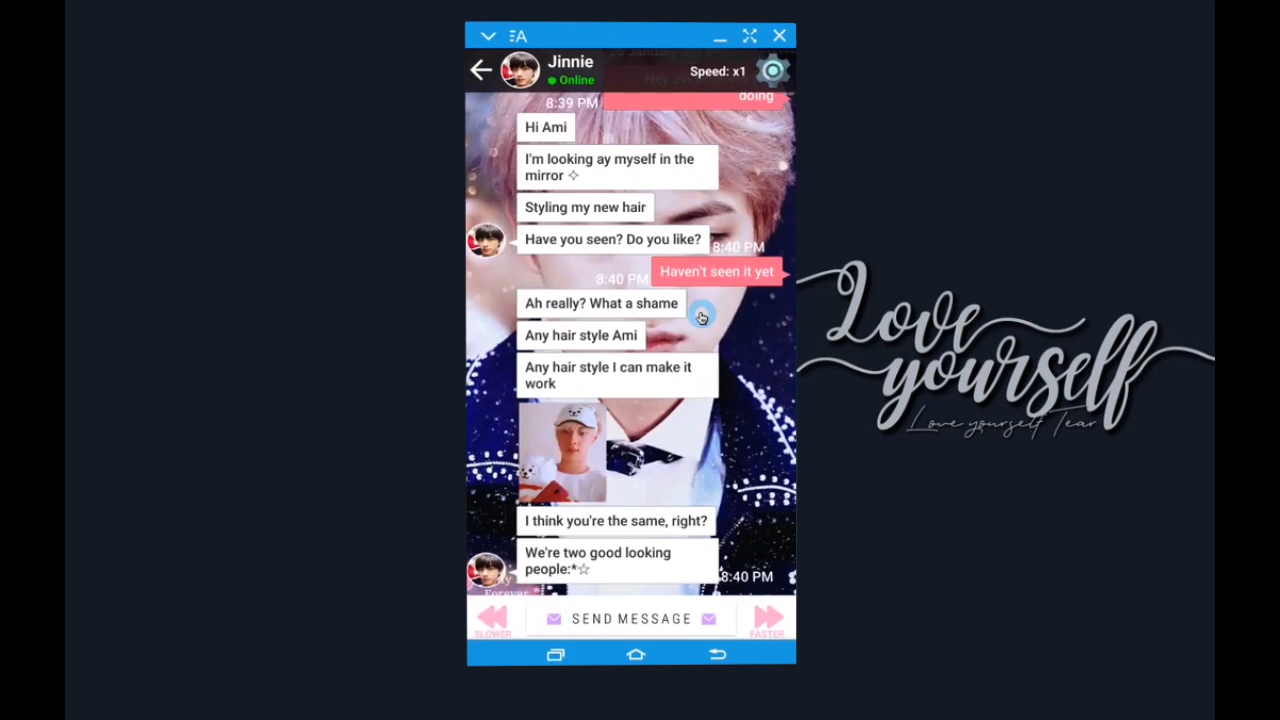 Jinnie
Online
Speed: x1
doing
8:39 PM
Hi Ami
I'm looking ay myself in the
mirror ✧
Styling my new hair
Have you seen? Do you like?
8:40 PM
Haven't seen it yet
8:40 PM
Ah really? What a shame
Any hair style Ami
Any hair style I can make it
work
I think you're the same, right?
We're two good looking
people:*☆
8:40 PM
Forever
SLOWER
SEND MESSAGE
FASTER
Love
yourself
Love yourself Tear